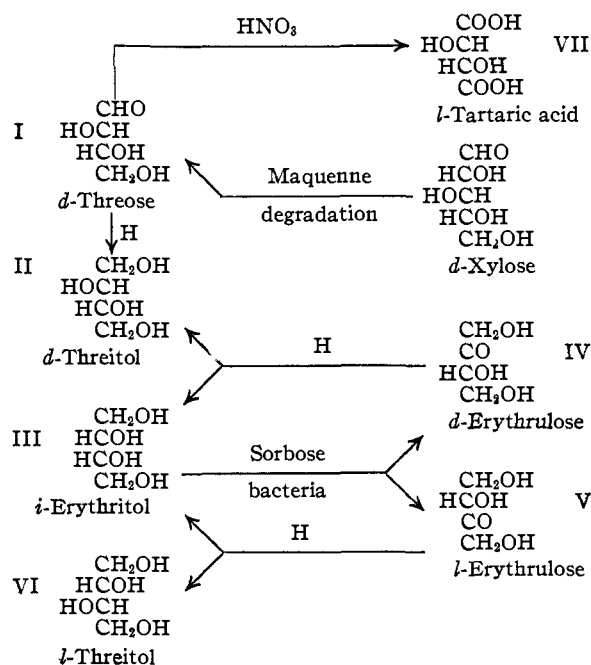 HNO₃
COOH
HOCH
HCOH
COOH
VII
l-Tartaric acid
I
CHO
HOCH
HCOH
CH₂OH
d-Threose
Maquenne
degradation
CHO
HCOH
HOCH
HCOH
CH₂OH
d-Xylose
H
II
CH₂OH
HOCH
HCOH
CH₂OH
d-Threitol
H
CH₂OH
CO
HCOH
CH₂OH
IV
d-Erythrulose
III
CH₂OH
HCOH
HCOH
CH₂OH
i-Erythritol
Sorbose
bacteria
CH₂OH
HCOH
CO
CH₂OH
V
l-Erythrulose
H
VI
CH₂OH
HCOH
HOCH
CH₂OH
l-Threitol